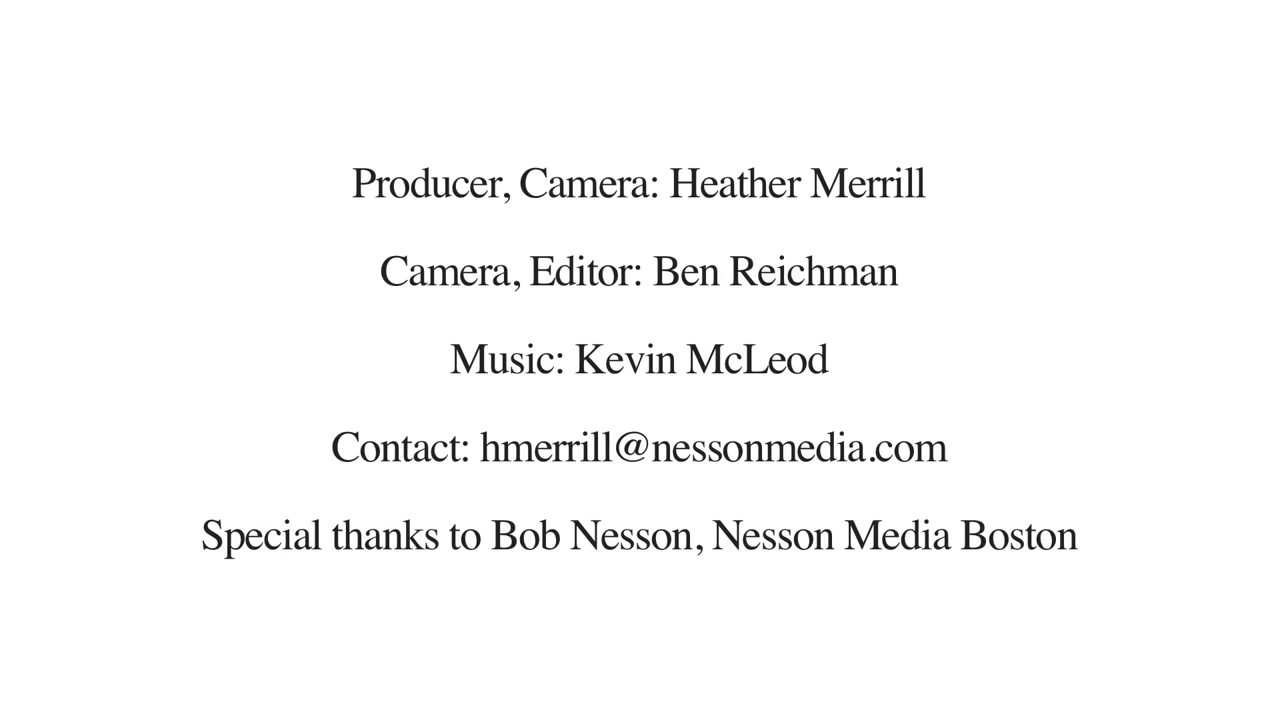 Producer, Camera: Heather Merrill
Camera, Editor: Ben Reichman
Music: Kevin McLeod
Contact: hmerrill@nessonmedia.com
Special thanks to Bob Nesson, Nesson Media Boston